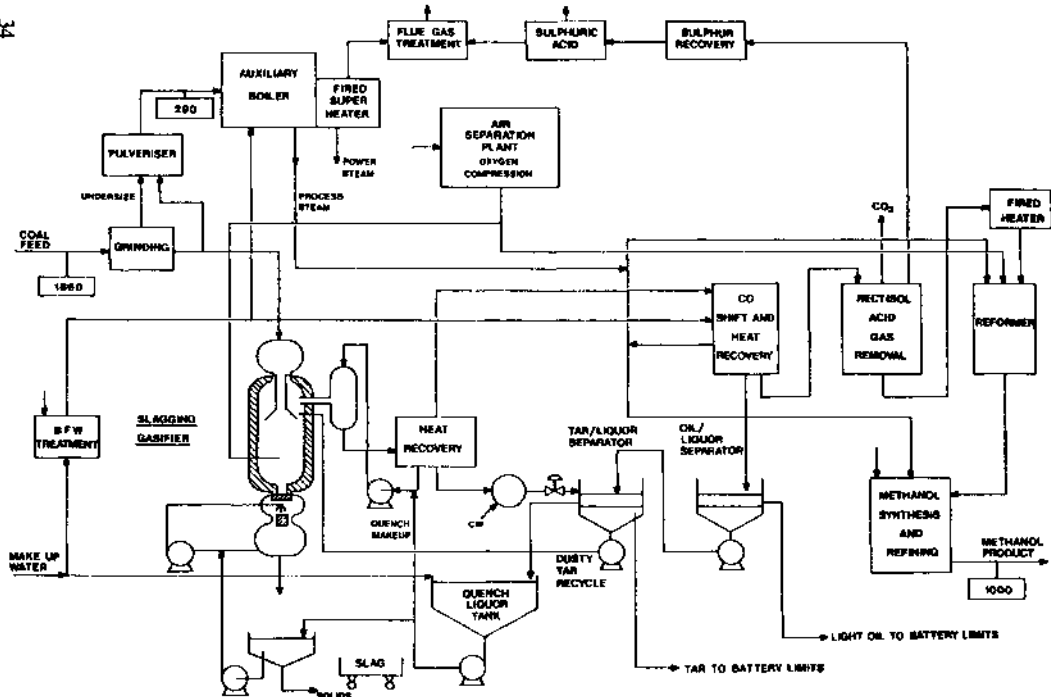 34
FLUE GAS
TREATMENT
SULPHURIC
ACID
SULPHUR
RECOVERY
AUXILIARY
BOILER
FIRED
SUPER
HEATER
290
AIR
SEPARATION
PLANT
OXYGEN
COMPRESSION
PULVERISER
POWER
STEAM
UNDERSIZE
PROCESS
STEAM
COAL
FEED
GRINDING
1860
CO2
FIRED
HEATER
CO
SHIFT AND
HEAT
RECOVERY
RECTISOL
ACID
GAS
REMOVAL
REFORMER
BFW
TREATMENT
SLAGGING
GASIFIER
HEAT
RECOVERY
TAR/LIQUOR
SEPARATOR
OIL/
LIQUOR
SEPARATOR
CW
QUENCH
MAKEUP
METHANOL
SYNTHESIS
AND
REFINING
METHANOL
PRODUCT
1000
MAKE UP
WATER
DUSTY
TAR
RECYCLE
QUENCH
LIQUOR
TANK
SLAG
SOLIDS
LIGHT OIL TO BATTERY LIMITS
TAR TO BATTERY LIMITS